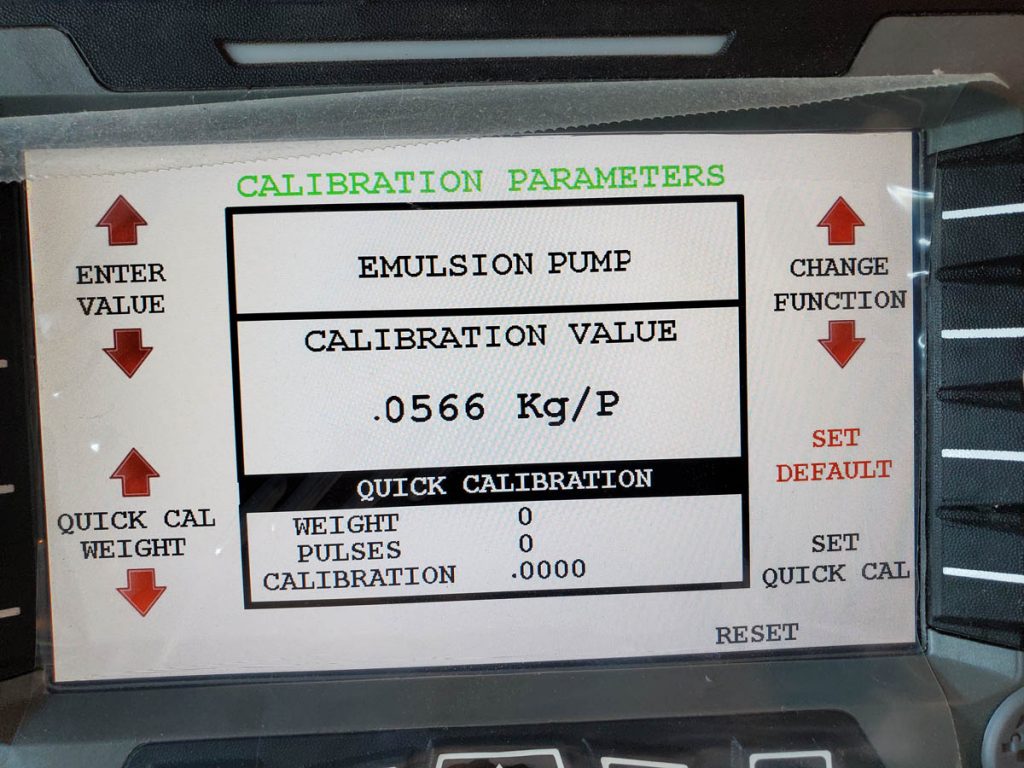 CALIBRATION PARAMETERS
ENTER
VALUE
EMULSION PUMP
CHANGE
FUNCTION
CALIBRATION VALUE
.0566 Kg/P
SET
DEFAULT
QUICK CAL
WEIGHT
QUICK CALIBRATION
WEIGHT 0
PULSES 0
CALIBRATION .0000
SET
QUICK CAL
RESET